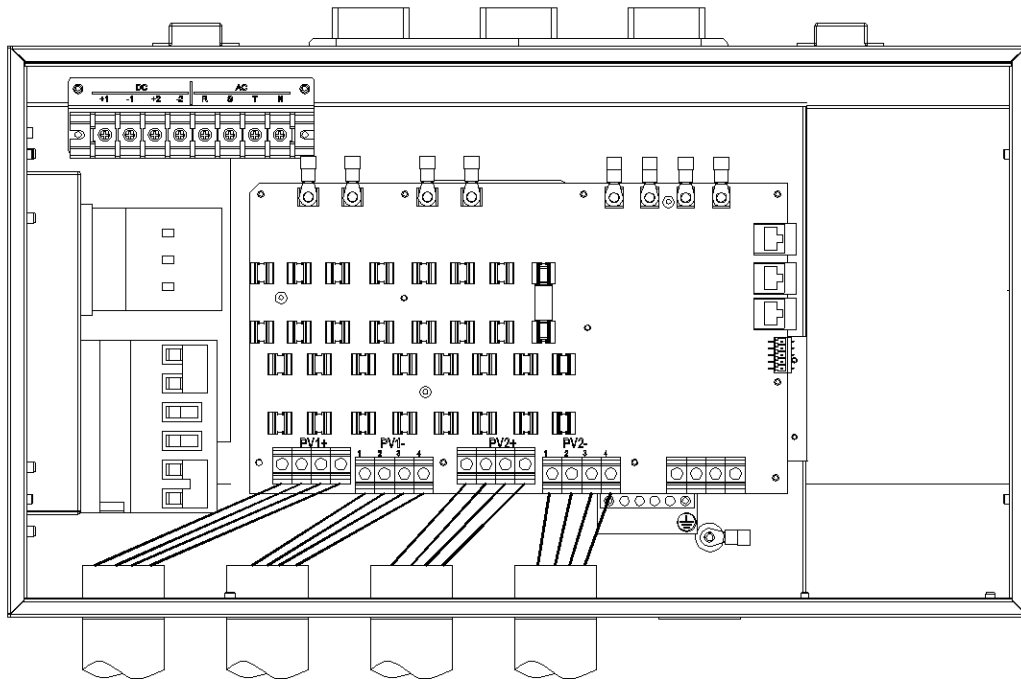 DC AC
+1 -1 +2 -2 R S T N
PV1+ PV1- PV2+ PV2-
1 2 3 4 1 2 3 4